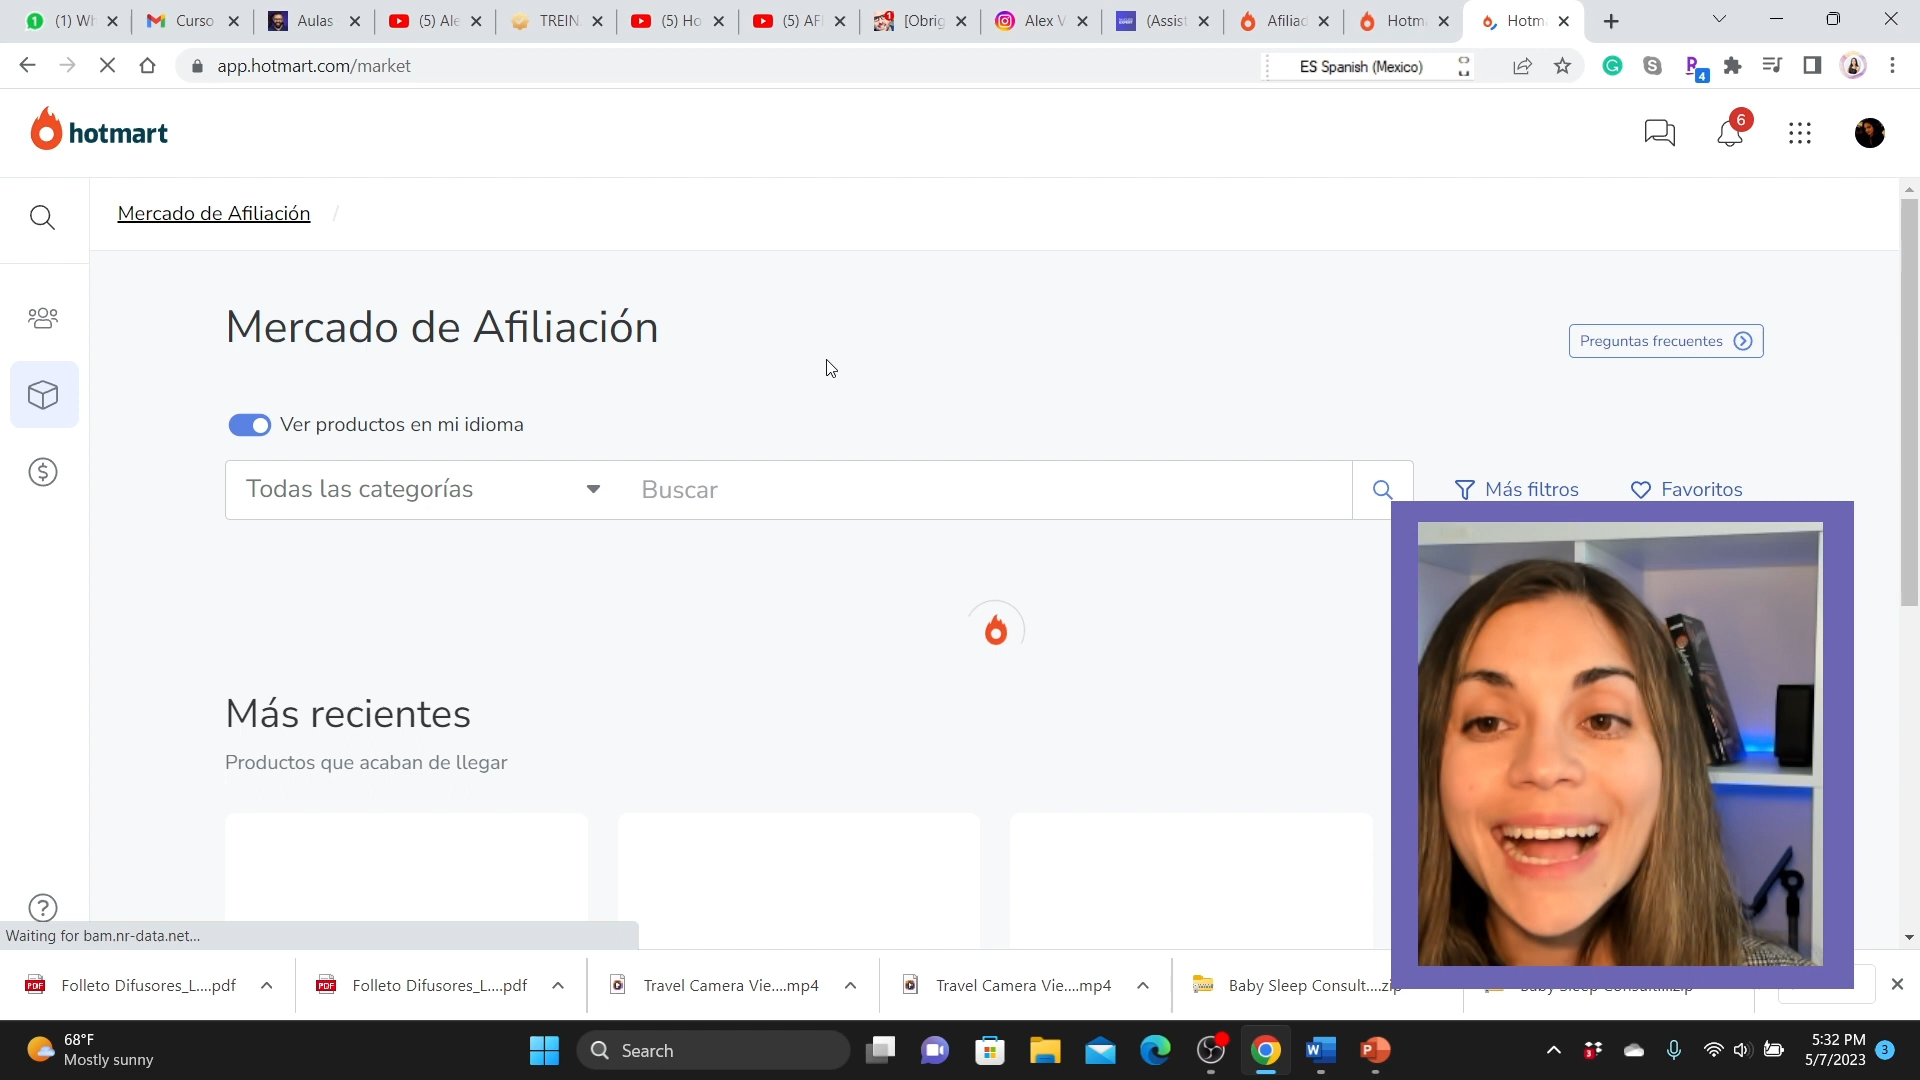 (1) Wh
Curso
Aulas
(5) Ale
TREIN
(5) Ho
(5) AFI
[Obrig
Alex V
(Assist
Afiliad
Hotm
Hotm
app.hotmart.com/market
ES Spanish (Mexico)
4
hotmart
6
Mercado de Afiliación /
Mercado de Afiliación
Preguntas frecuentes
Ver productos en mi idioma
Todas las categorías
Buscar
Más filtros
Favoritos
Más recientes
Productos que acaban de llegar
Waiting for bam.nr-data.net...
Folleto Difusores_L....pdf
Folleto Difusores_L....pdf
Travel Camera Vie....mp4
Travel Camera Vie....mp4
Baby Sleep Consult....zip
68°F
Mostly sunny
Search
5:32 PM
5/7/2023
3